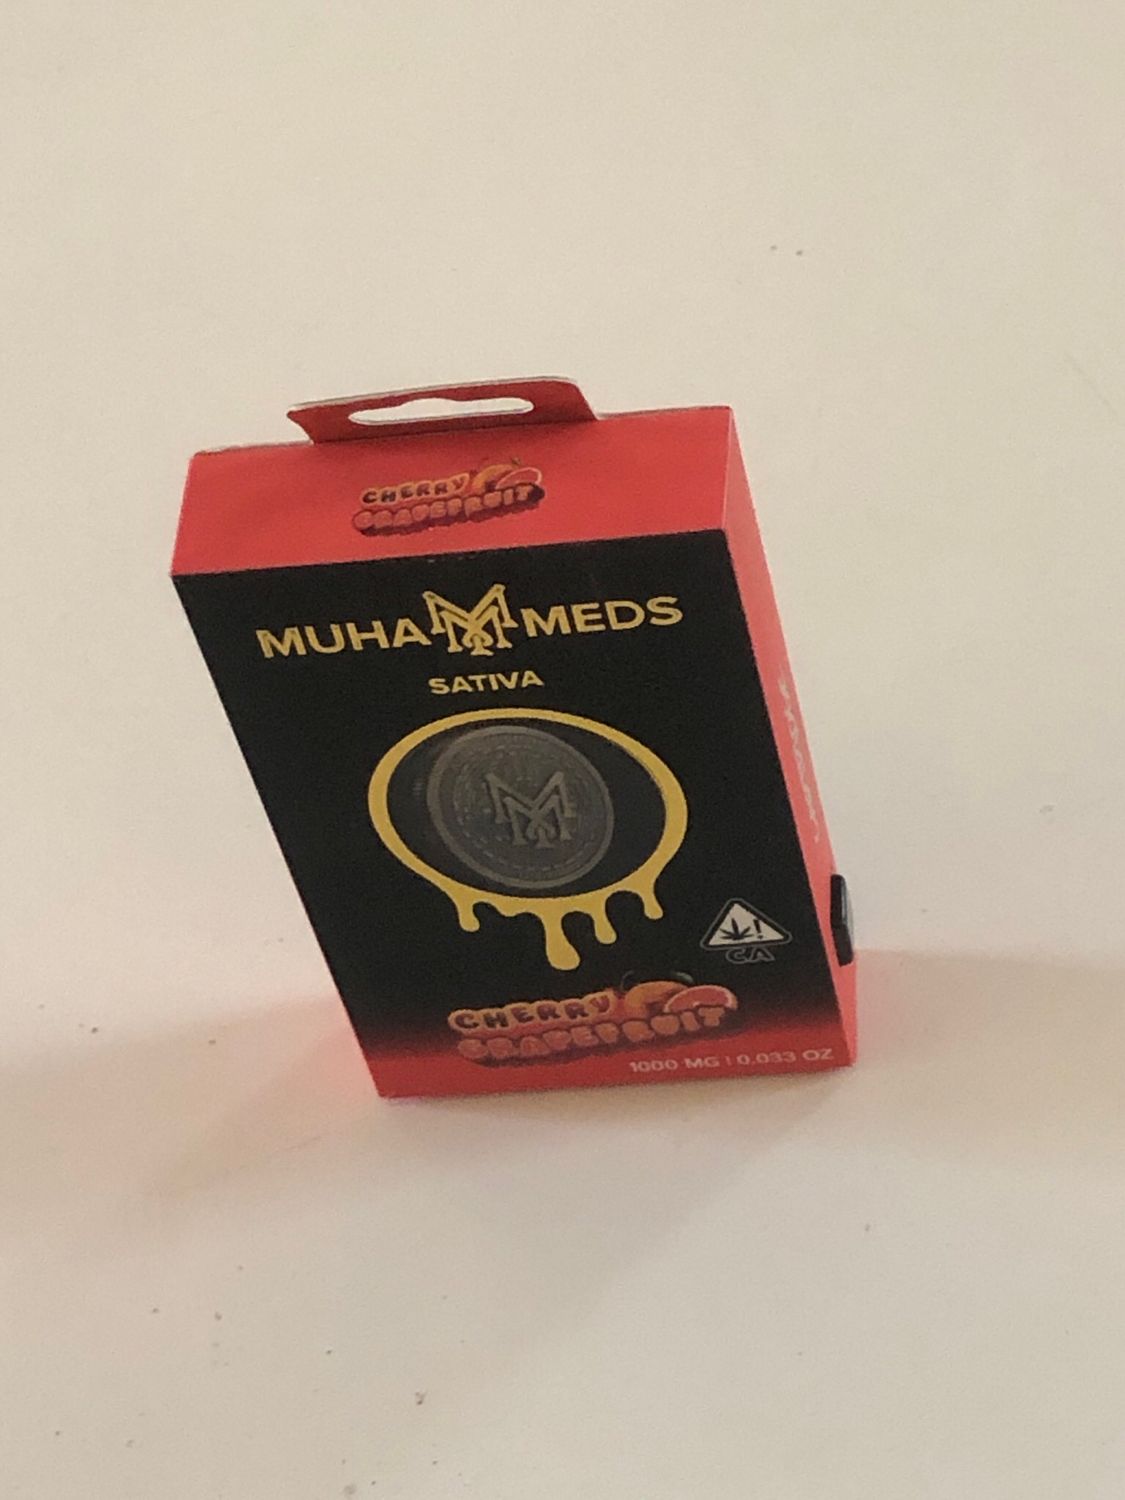 CHERRY
GRAPEFRUIT
MUHA MEDS
SATIVA
CA
CHERRY
GRAPEFRUIT
1000 MG | 0.033 OZ